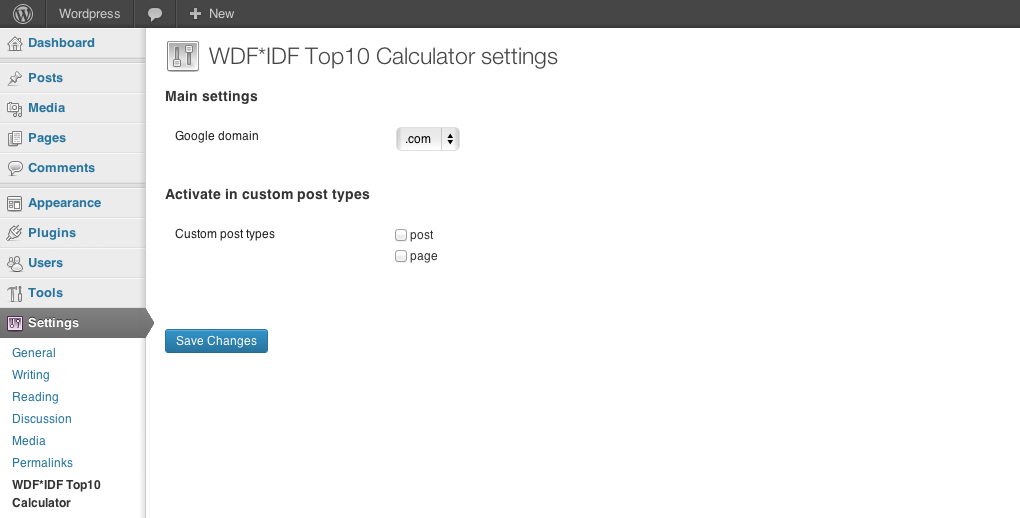 Wordpress
New
Dashboard
Posts
Media
Pages
Comments
Appearance
Plugins
Users
Tools
Settings
General
Writing
Reading
Discussion
Media
Permalinks
WDF*IDF Top10
Calculator
WDF*IDF Top10 Calculator settings
Main settings
Google domain
.com
Activate in custom post types
Custom post types
post
page
Save Changes